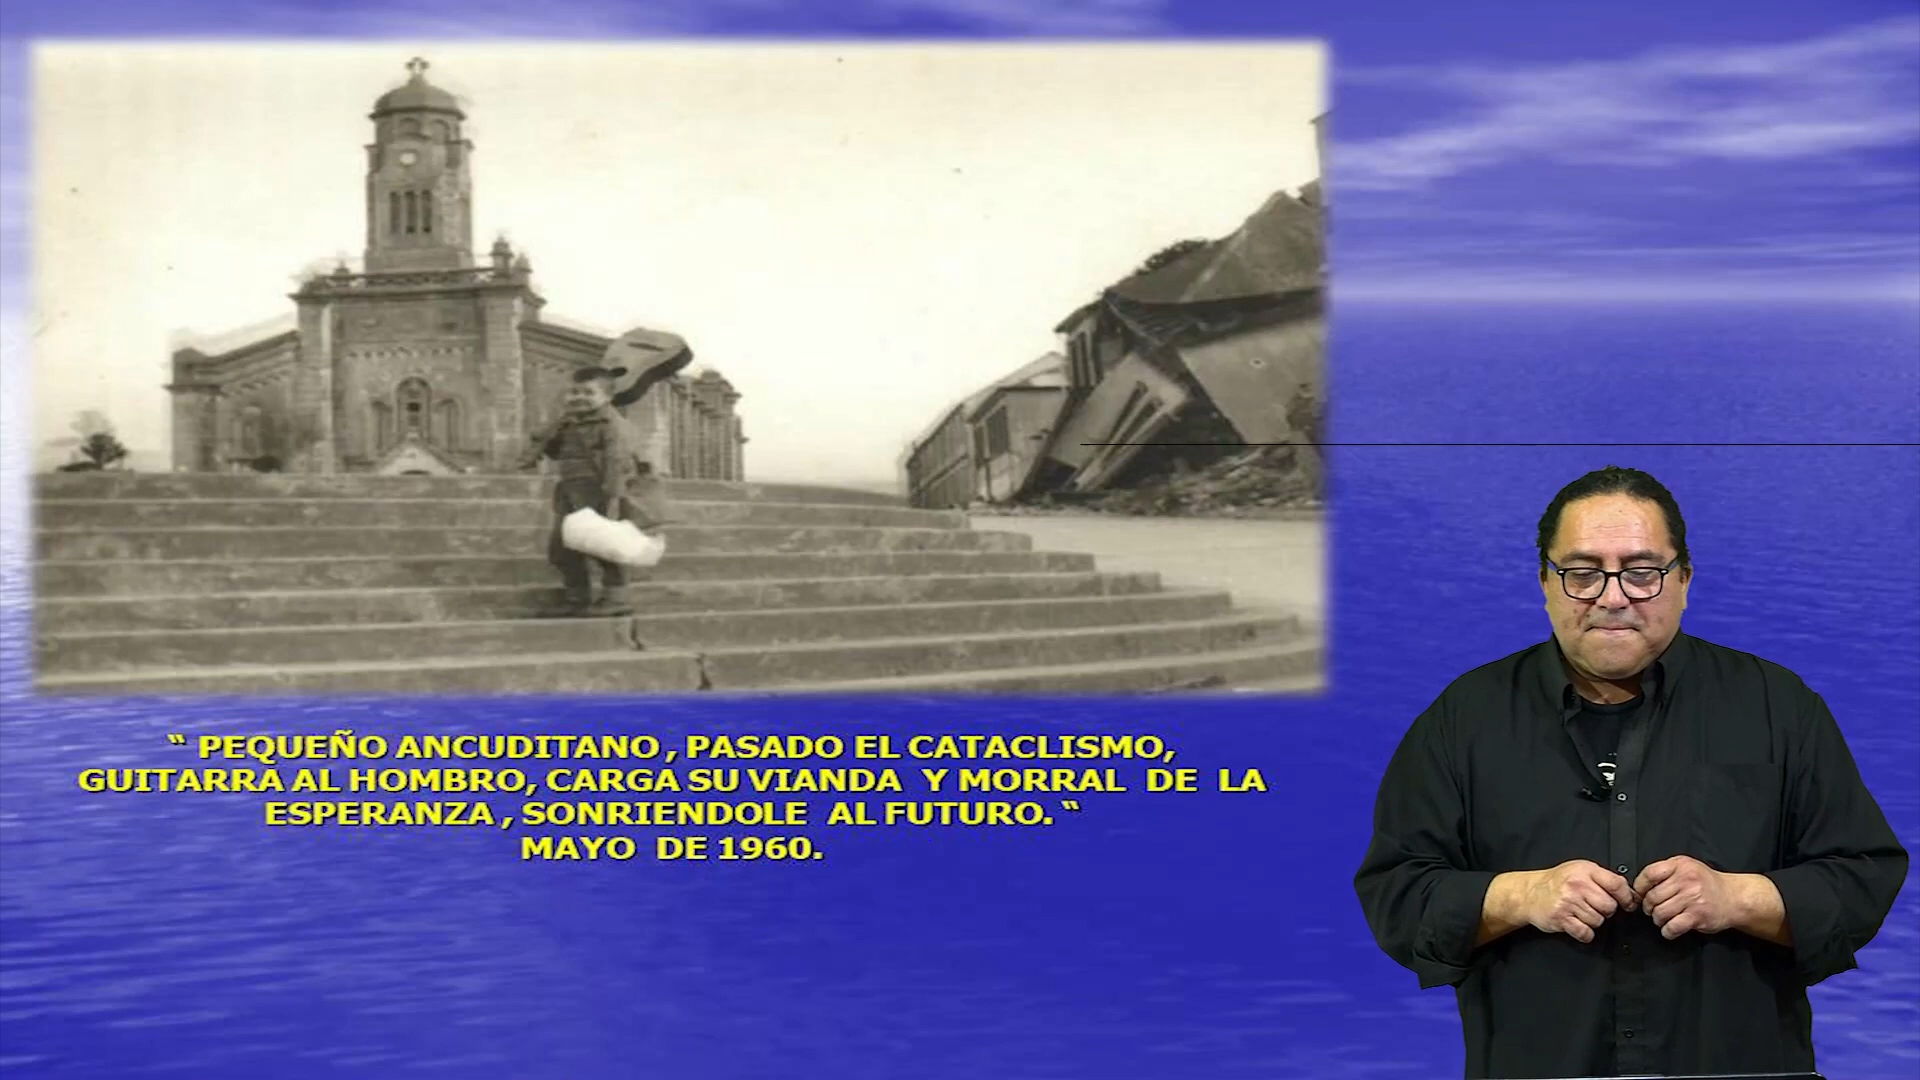 “ PEQUEÑO ANCUDITANO , PASADO EL CATACLISMO,
GUITARRA AL HOMBRO, CARGA SU VIANDA Y MORRAL DE LA
ESPERANZA , SONRIENDOLE AL FUTURO. “
MAYO DE 1960.